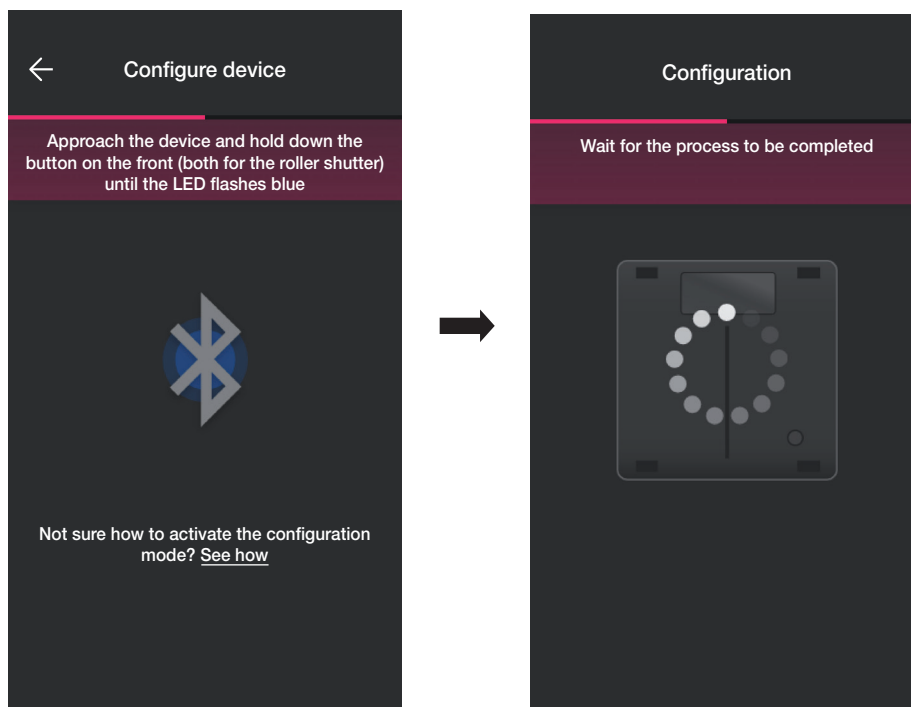 Configure device
Approach the device and hold down the
button on the front (both for the roller shutter)
until the LED flashes blue
Not sure how to activate the configuration
mode? See how
Configuration
Wait for the process to be completed